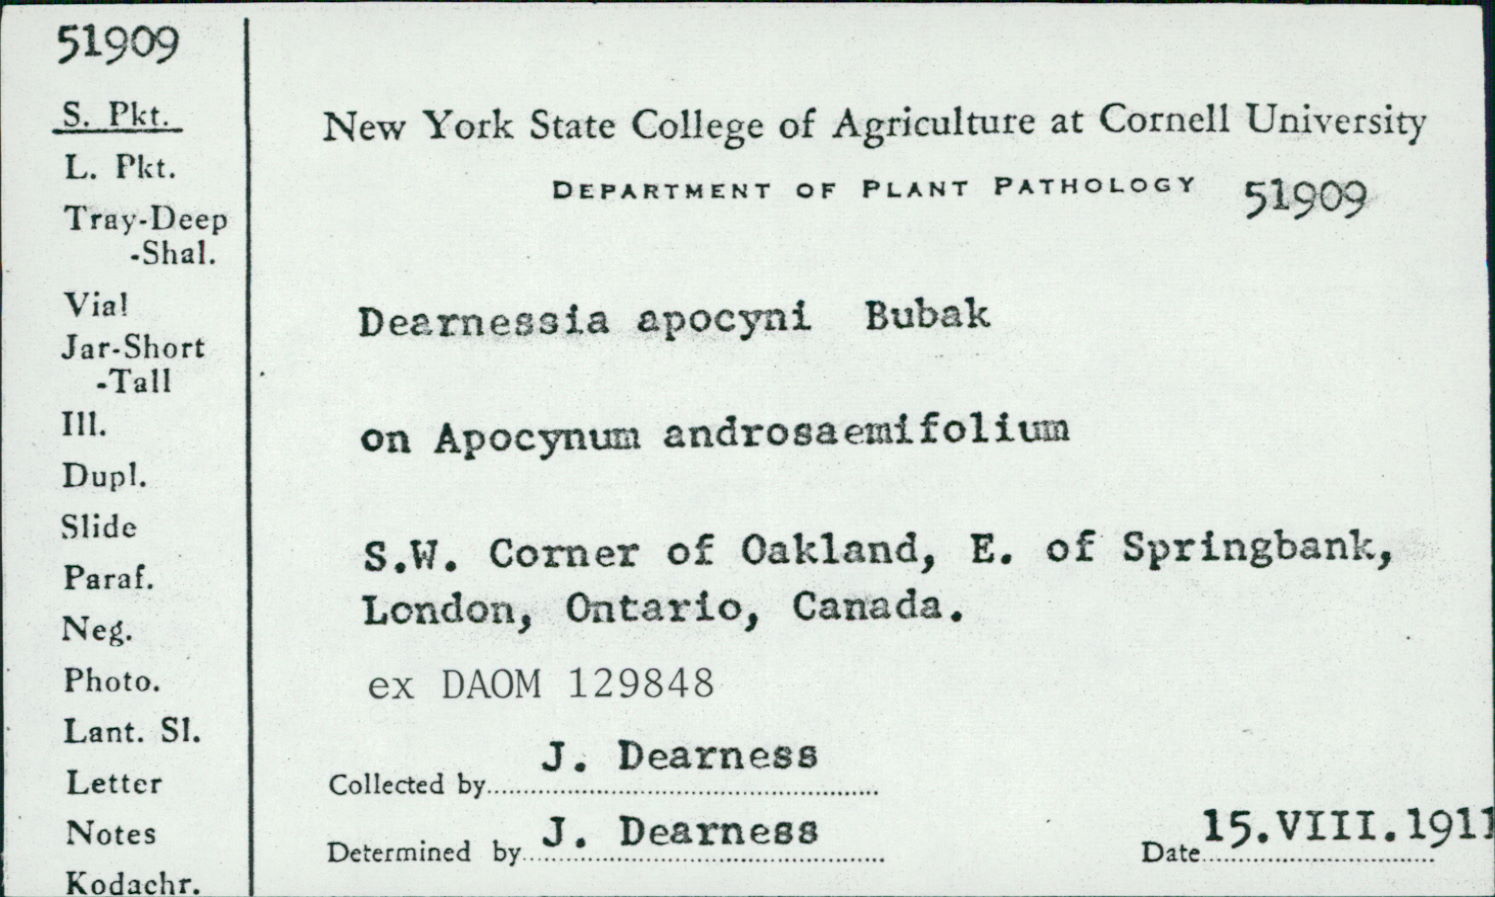 51909
S. Pkt.
L. Pkt.
Tray-Deep
-Shal.
Vial
Jar-Short
-Tall
Ill.
Dupl.
Slide
Paraf.
Neg.
Photo.
Lant. Sl.
Letter
Notes
Kodachr.
New York State College of Agriculture at Cornell University
DEPARTMENT OF PLANT PATHOLOGY 51909
Dearnessia apocyni Bubak
on Apocynum androsaemifolium
S.W. Corner of Oakland, E. of Springbank,
London, Ontario, Canada.
ex DAOM 129848
Collected by J. Dearness
Determined by J. Dearness
Date 15.VIII.1911